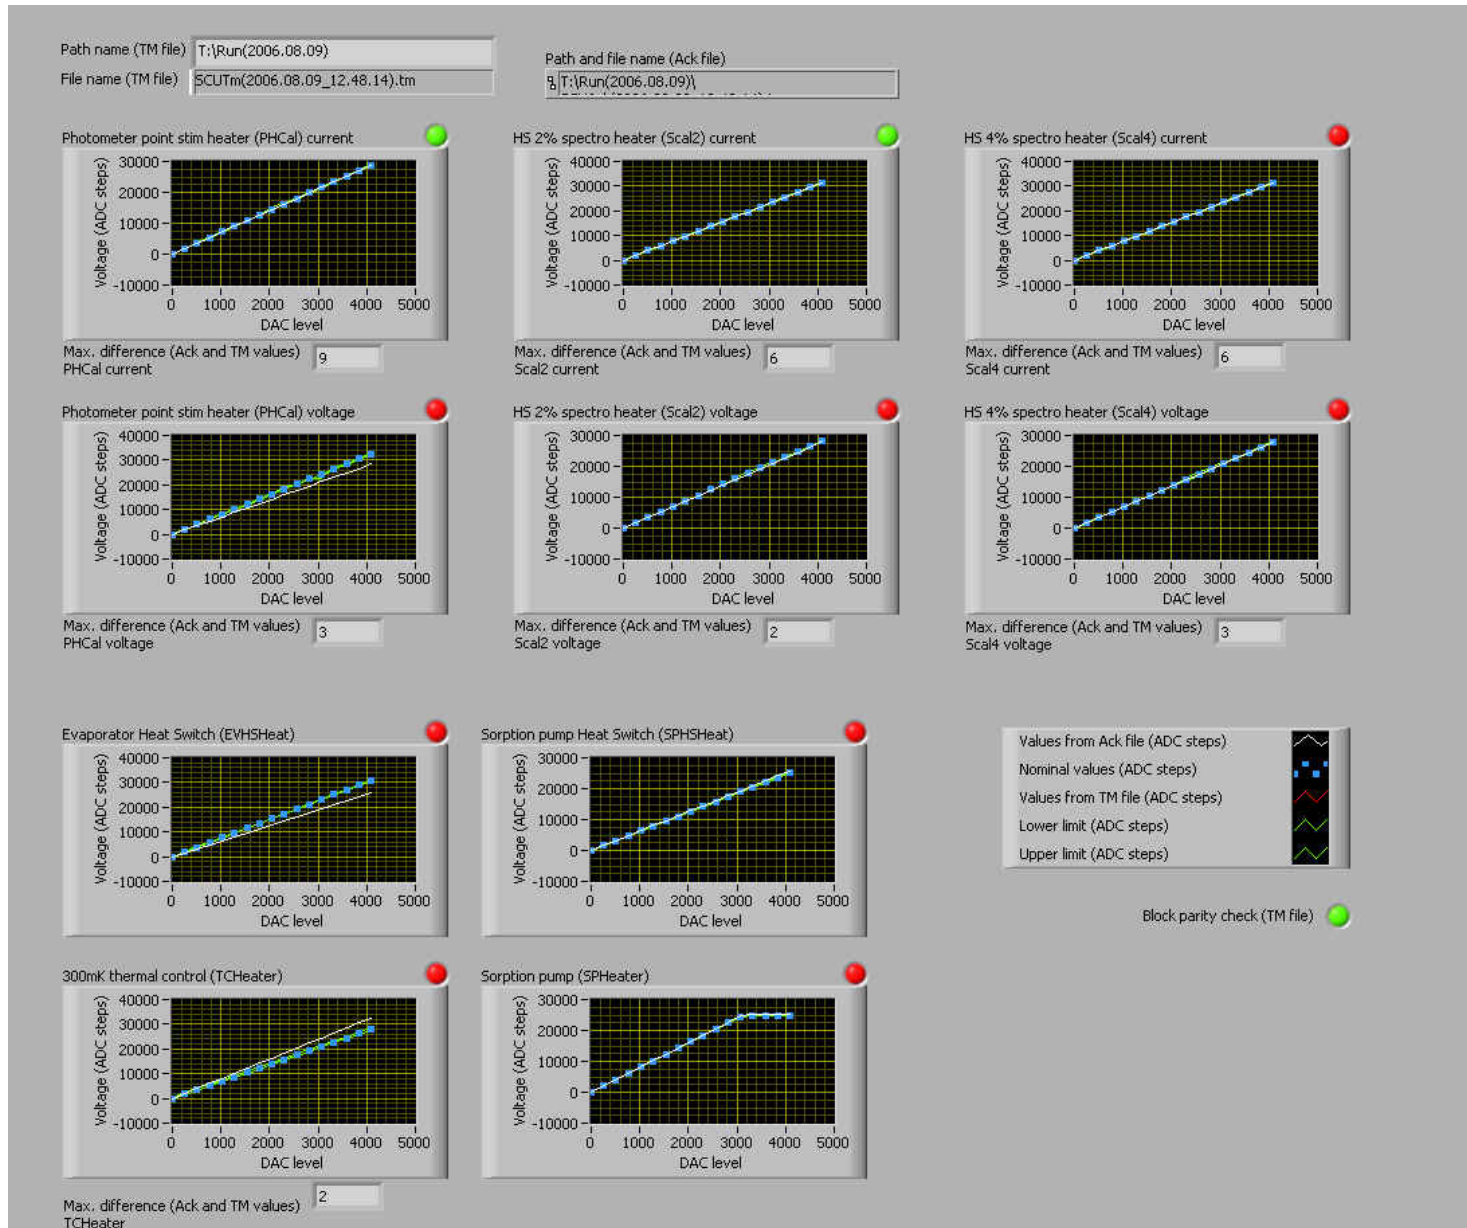 Path name (TM file) T:\Run(2006.08.09)
File name (TM file) SCUTm(2006.08.09_12.48.14).tm
Path and file name (Ack file)
T:\Run(2006.08.09)\
Photometer point stim heater (PHCal) current
Voltage (ADC steps)
30000
20000
10000
0
-10000
0 1000 2000 3000 4000 5000
DAC level
Max. difference (Ack and TM values) 9
PHCal current
HS 2% spectro heater (Scal2) current
Voltage (ADC steps)
40000
30000
20000
10000
0
-10000
0 1000 2000 3000 4000 5000
DAC level
Max. difference (Ack and TM values) 6
Scal2 current
HS 4% spectro heater (Scal4) current
Voltage (ADC steps)
40000
30000
20000
10000
0
-10000
0 1000 2000 3000 4000 5000
DAC level
Max. difference (Ack and TM values) 6
Scal4 current
Photometer point stim heater (PHCal) voltage
Voltage (ADC steps)
40000
30000
20000
10000
0
-10000
0 1000 2000 3000 4000 5000
DAC level
Max. difference (Ack and TM values) 3
PHCal voltage
HS 2% spectro heater (Scal2) voltage
Voltage (ADC steps)
30000
20000
10000
0
-10000
0 1000 2000 3000 4000 5000
DAC level
Max. difference (Ack and TM values) 2
Scal2 voltage
HS 4% spectro heater (Scal4) voltage
Voltage (ADC steps)
30000
20000
10000
0
-10000
0 1000 2000 3000 4000 5000
DAC level
Max. difference (Ack and TM values) 3
Scal4 voltage
Evaporator Heat Switch (EVHSHeat)
Voltage (ADC steps)
40000
30000
20000
10000
0
-10000
0 1000 2000 3000 4000 5000
DAC level
Sorption pump Heat Switch (SPHSHeat)
Voltage (ADC steps)
30000
20000
10000
0
-10000
0 1000 2000 3000 4000 5000
DAC level
Values from Ack file (ADC steps)
Nominal values (ADC steps)
Values from TM file (ADC steps)
Lower limit (ADC steps)
Upper limit (ADC steps)
Block parity check (TM file)
300mK thermal control (TCHeater)
Voltage (ADC steps)
40000
30000
20000
10000
0
-10000
0 1000 2000 3000 4000 5000
DAC level
Max. difference (Ack and TM values) 2
TCHeater
Sorption pump (SPHeater)
Voltage (ADC steps)
30000
20000
10000
0
-10000
0 1000 2000 3000 4000 5000
DAC level